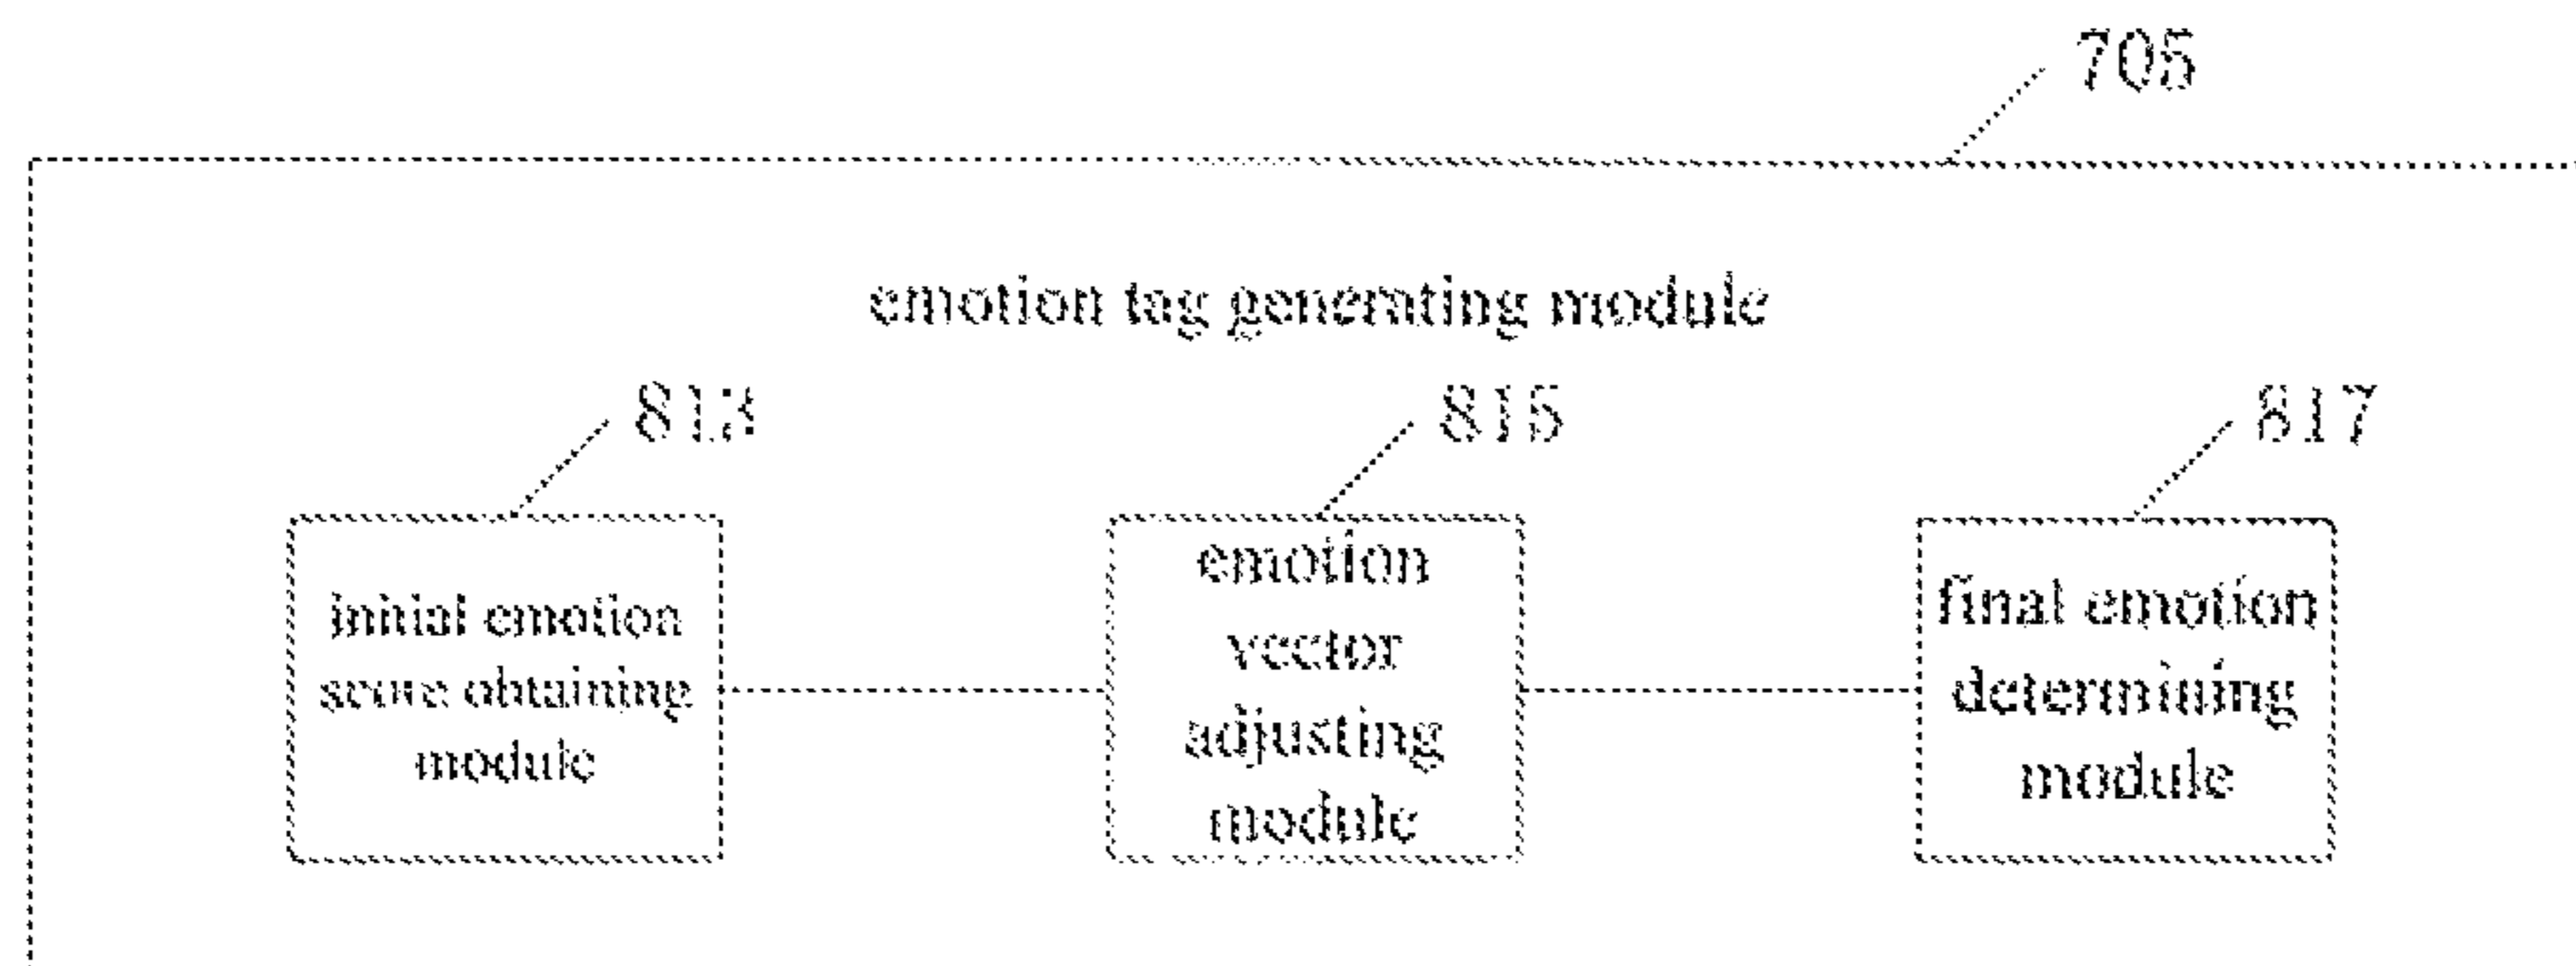 705
emotion tag generating module
813
815
817
initial emotion
score obtaining
module
emotion
vector
adjusting
module
final emotion
determining
module